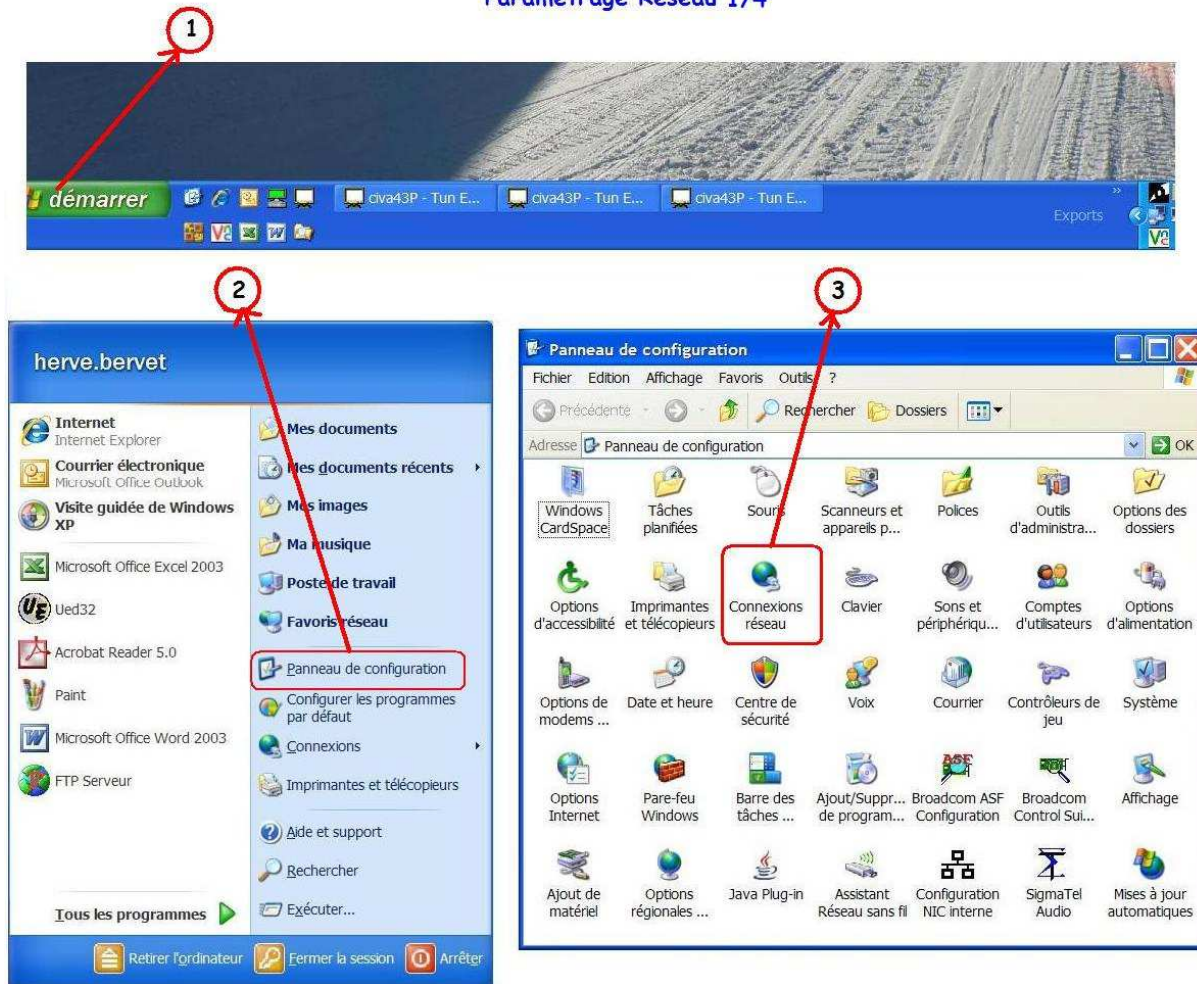 Paramétrage Réseau 1/4
1
démarrer
civa43P - Tun E...
civa43P - Tun E...
civa43P - Tun E...
Exports
2
3
herve.bervet
Internet
Internet Explorer
Courrier électronique
Microsoft Office Outlook
Visite guidée de Windows
XP
Microsoft Office Excel 2003
Ued32
Acrobat Reader 5.0
Paint
Microsoft Office Word 2003
FTP Serveur
Tous les programmes
Mes documents
Mes documents récents
Mes images
Ma musique
Poste de travail
Favoris réseau
Panneau de configuration
Configurer les programmes
par défaut
Connexions
Imprimantes et télécopieurs
Aide et support
Rechercher
Exécuter...
Retirer l'ordinateur
Fermer la session
Arrêter
Panneau de configuration
Fichier Edition Affichage Favoris Outils ?
Précédente Rechercher Dossiers
Adresse Panneau de configuration OK
Windows
CardSpace
Tâches
planifiées
Souris
Scanneurs et
appareils p...
Polices
Outils
d'administra...
Options des
dossiers
Options
d'accessibilité
Imprimantes
et télécopieurs
Connexions
réseau
Clavier
Sons et
périphériqu...
Comptes
d'utilisateurs
Options
d'alimentation
Options de
modems ...
Date et heure
Centre de
sécurité
Voix
Courrier
Contrôleurs de
jeu
Système
Options
Internet
Pare-feu
Windows
Barre des
tâches ...
Ajout/Suppr...
de program...
Broadcom ASF
Configuration
Broadcom
Control Sui...
Affichage
Ajout de
matériel
Options
régionales ...
Java Plug-in
Assistant
Réseau sans fil
Configuration
NIC interne
SigmaTel
Audio
Mises à jour
automatiques